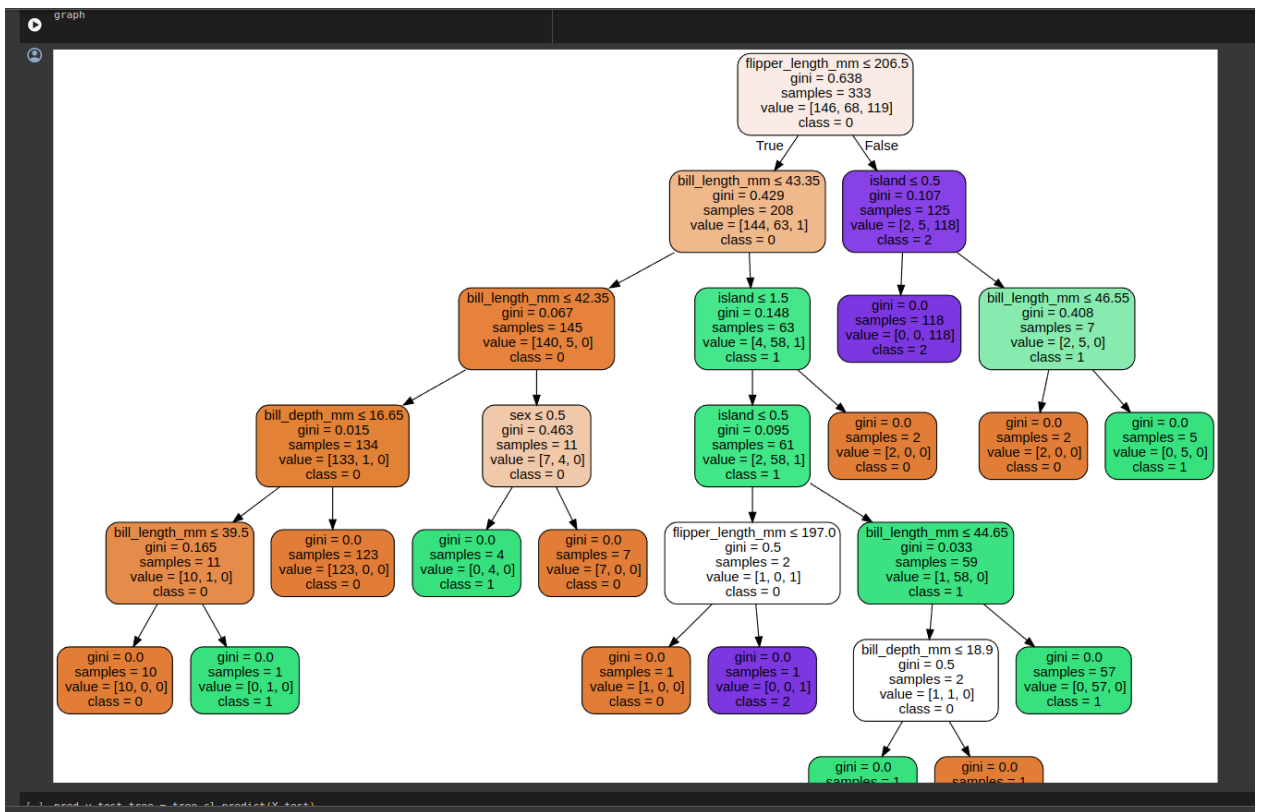 graph
flipper_length_mm ≤ 206.5
gini = 0.638
samples = 333
value = [146, 68, 119]
class = 0
True
False
bill_length_mm ≤ 43.35
gini = 0.429
samples = 208
value = [144, 63, 1]
class = 0
island ≤ 0.5
gini = 0.107
samples = 125
value = [2, 5, 118]
class = 2
bill_length_mm ≤ 42.35
gini = 0.067
samples = 145
value = [140, 5, 0]
class = 0
island ≤ 1.5
gini = 0.148
samples = 63
value = [4, 58, 1]
class = 1
gini = 0.0
samples = 118
value = [0, 0, 118]
class = 2
bill_length_mm ≤ 46.55
gini = 0.408
samples = 7
value = [2, 5, 0]
class = 1
bill_depth_mm ≤ 16.65
gini = 0.015
samples = 134
value = [133, 1, 0]
class = 0
sex ≤ 0.5
gini = 0.463
samples = 11
value = [7, 4, 0]
class = 0
island ≤ 0.5
gini = 0.095
samples = 61
value = [2, 58, 1]
class = 1
gini = 0.0
samples = 2
value = [2, 0, 0]
class = 0
gini = 0.0
samples = 2
value = [2, 0, 0]
class = 0
gini = 0.0
samples = 5
value = [0, 5, 0]
class = 1
bill_length_mm ≤ 39.5
gini = 0.165
samples = 11
value = [10, 1, 0]
class = 0
gini = 0.0
samples = 123
value = [123, 0, 0]
class = 0
gini = 0.0
samples = 4
value = [0, 4, 0]
class = 1
gini = 0.0
samples = 7
value = [7, 0, 0]
class = 0
flipper_length_mm ≤ 197.0
gini = 0.5
samples = 2
value = [1, 0, 1]
class = 0
bill_length_mm ≤ 44.65
gini = 0.033
samples = 59
value = [1, 58, 0]
class = 1
gini = 0.0
samples = 10
value = [10, 0, 0]
class = 0
gini = 0.0
samples = 1
value = [0, 1, 0]
class = 1
gini = 0.0
samples = 1
value = [1, 0, 0]
class = 0
gini = 0.0
samples = 1
value = [0, 0, 1]
class = 2
bill_depth_mm ≤ 18.9
gini = 0.5
samples = 2
value = [1, 1, 0]
class = 0
gini = 0.0
samples = 57
value = [0, 57, 0]
class = 1
gini = 0.0
samples = 1
gini = 0.0
samples = 1
[ ] pred_y_test_tree = tree_cl.predict(X_test)